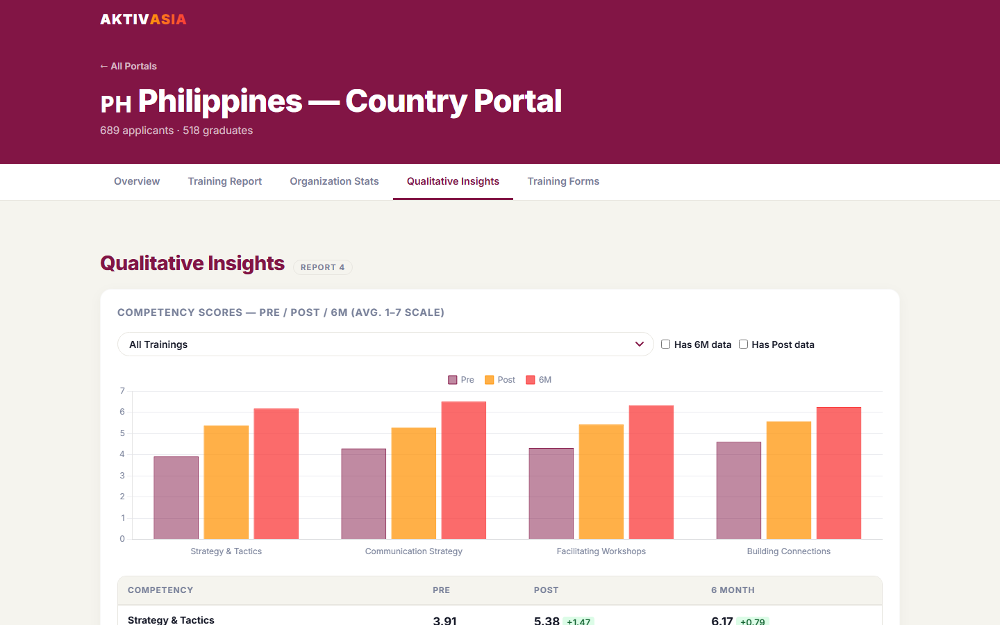 AKTIVASIA
← All Portals
PH Philippines — Country Portal
689 applicants · 518 graduates
Overview Training Report Organization Stats Qualitative Insights Training Forms
Qualitative Insights REPORT 4
COMPETENCY SCORES — PRE / POST / 6M (AVG. 1–7 SCALE)
All Trainings Has 6M data Has Post data
Pre Post 6M
7
6
5
4
3
2
1
0
Strategy & Tactics Communication Strategy Facilitating Workshops Building Connections
COMPETENCY PRE POST 6 MONTH
Strategy & Tactics 3.91 5.38 +1.47 6.17 +0.79